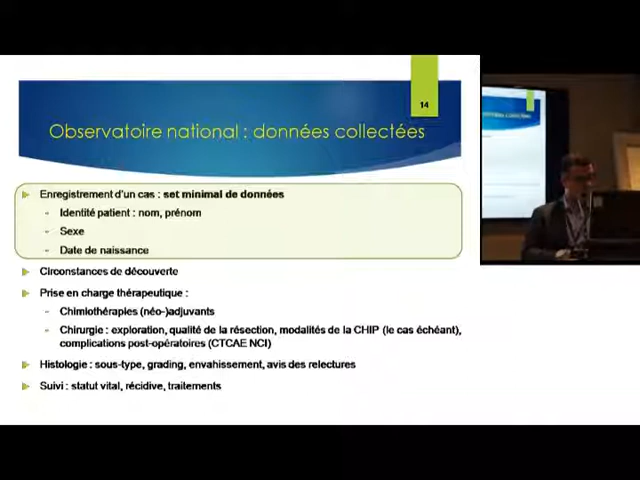 14
Observatoire national : données collectées
Enregistrement d'un cas : set minimal de données
- Identité patient : nom, prénom
- Sexe
- Date de naissance
Circonstances de découverte
Prise en charge thérapeutique :
- Chimiothérapies (néo-)adjuvants
- Chirurgie : exploration, qualité de la résection, modalités de la CHIP (le cas échéant),
complications post-opératoires (CTCAE NCI)
Histologie : sous-type, grading, envahissement, avis des relectures
Suivi : statut vital, récidive, traitements